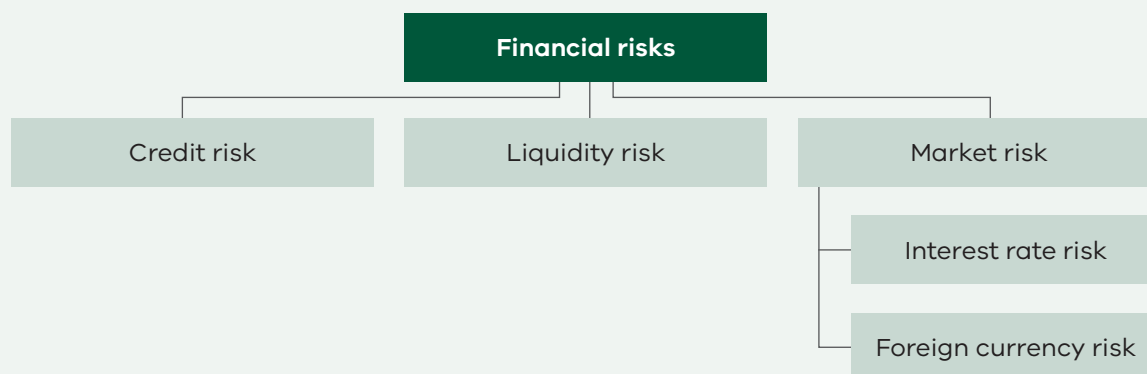 Financial risks
Credit risk
Liquidity risk
Market risk
Interest rate risk
Foreign currency risk